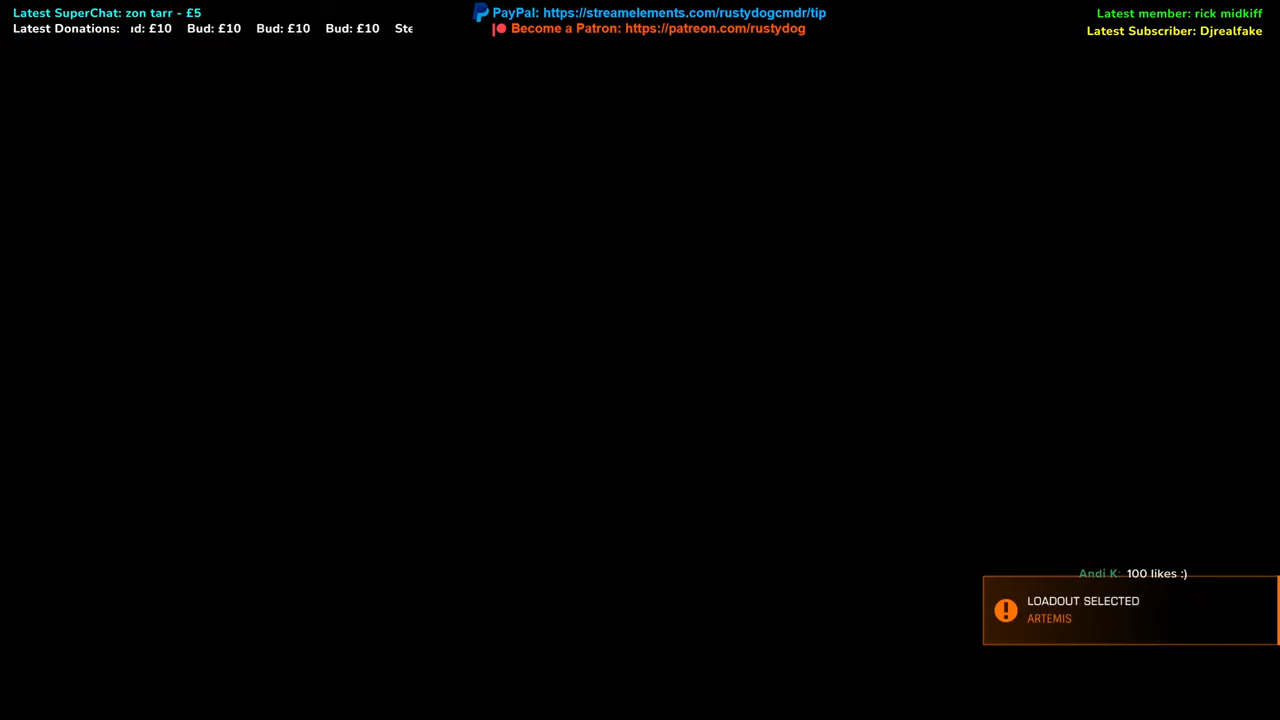 Latest SuperChat: zon tarr - £5
Latest Donations: d: £10 Bud: £10 Bud: £10 Bud: £10 Ste
PayPal: https://streamelements.com/rustydogcmdr/tip
Become a Patron: https://patreon.com/rustydog
Latest member: rick midkiff
Latest Subscriber: Djrealfake
Andi K: 100 likes :)
LOADOUT SELECTED
ARTEMIS